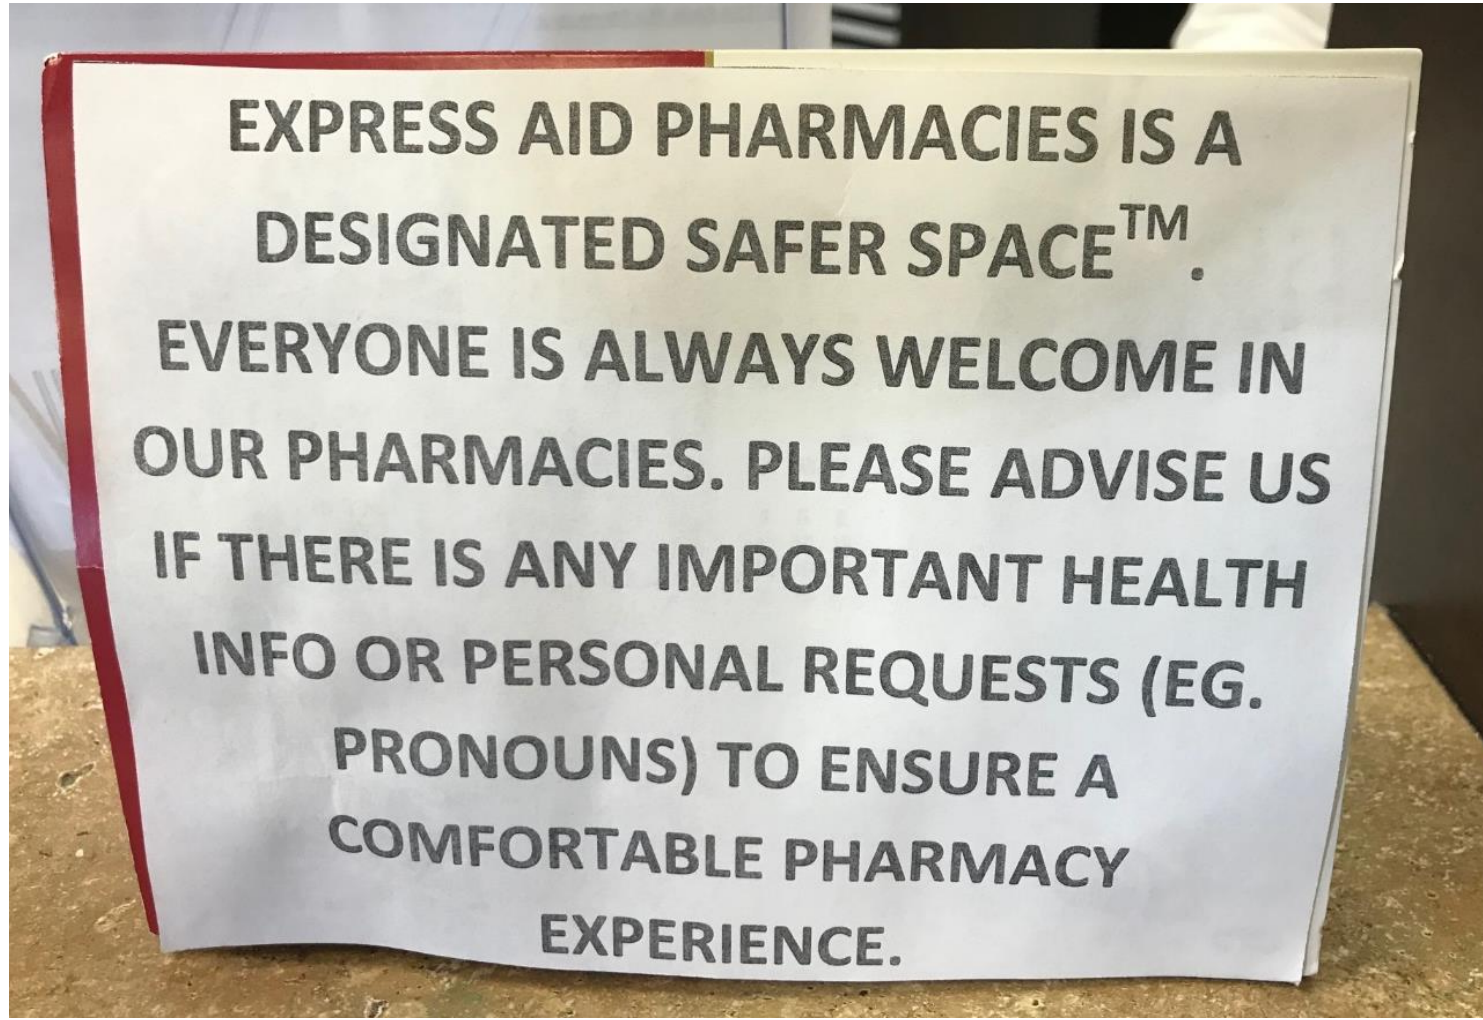 EXPRESS AID PHARMACIES IS A
DESIGNATED SAFER SPACE™.
EVERYONE IS ALWAYS WELCOME IN
OUR PHARMACIES. PLEASE ADVISE US
IF THERE IS ANY IMPORTANT HEALTH
INFO OR PERSONAL REQUESTS (EG.
PRONOUNS) TO ENSURE A
COMFORTABLE PHARMACY
EXPERIENCE.